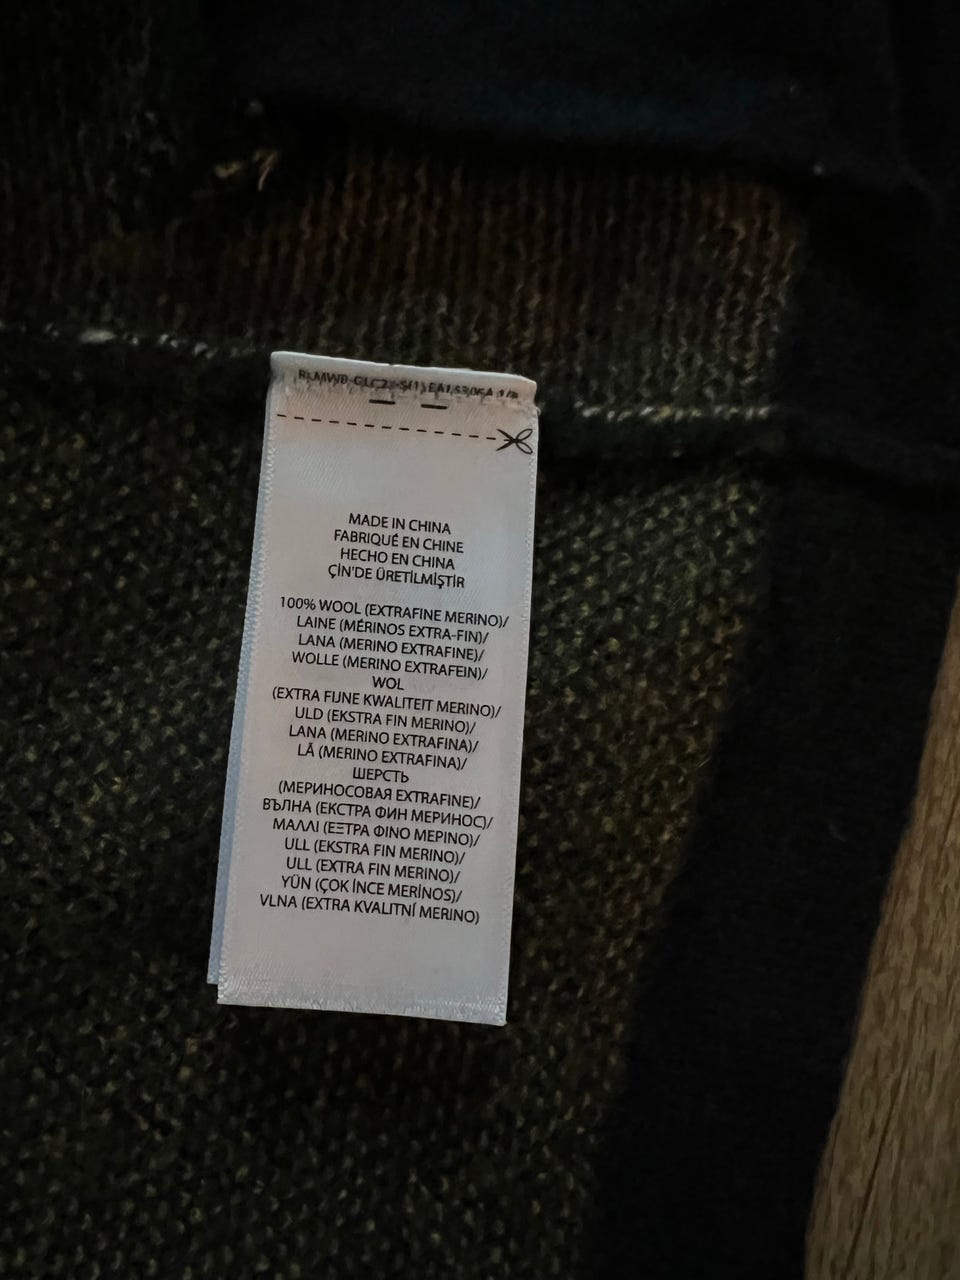 MADE IN CHINA
FABRIQUÉ EN CHINE
HECHO EN CHINA
ÇİN'DE ÜRETİLMİŞTİR
100% WOOL (EXTRAFINE MERINO)/
LAINE (MÉRINOS EXTRA-FIN)/
LANA (MERINO EXTRAFINE)/
WOLLE (MERINO EXTRAFEIN)/
WOL
(EXTRA FIJNE KWALITEIT MERINO)/
ULD (EKSTRA FIN MERINO)/
LANA (MERINO EXTRAFINA)/
LÃ (MERINO EXTRAFINA)/
ШЕРСТЬ
(МЕРИНОСОВАЯ EXTRAFINE)/
ВЪЛНА (ЕКСТРА ФИН МЕРИНОС)/
ΜΑΛΛΙ (ΕΞΤΡΑ ΦΙΝΟ ΜΕΡΙΝΟ)/
ULL (EKSTRA FIN MERINO)/
ULL (EXTRA FIN MERINO)/
YÜN (ÇOK İNCE MERİNOS)/
VLNA (EXTRA KVALITNÍ MERINO)